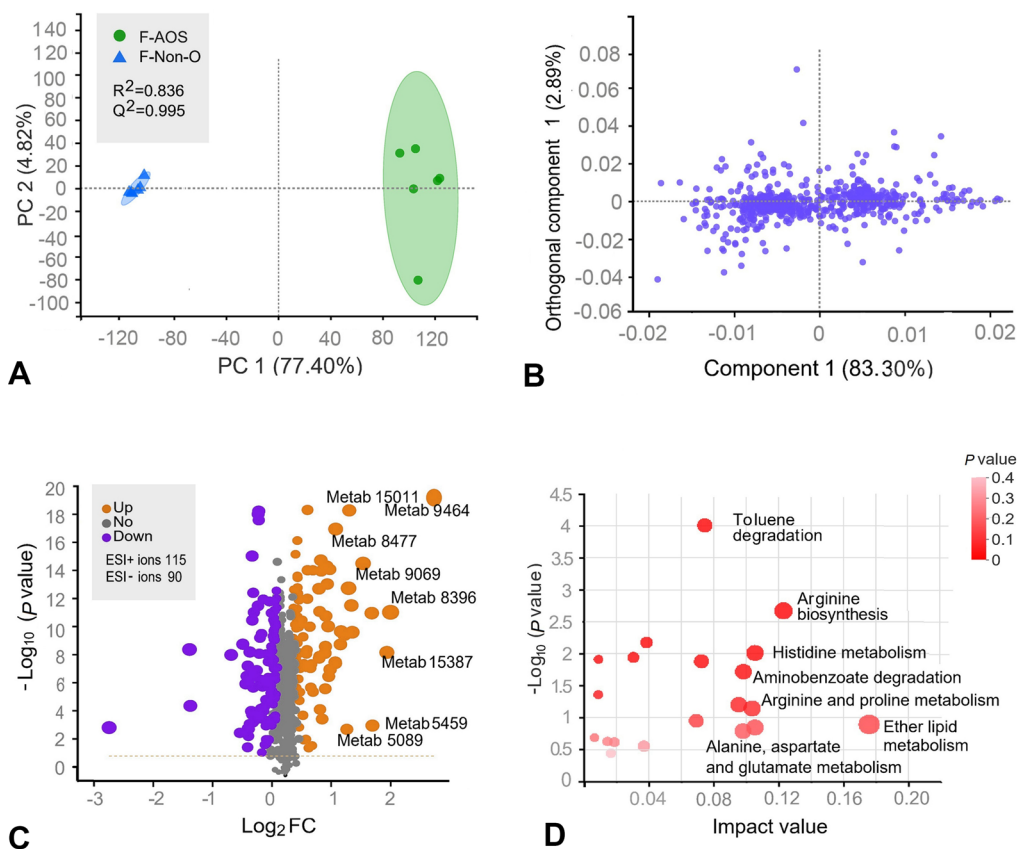 F-AOS
F-Non-O
R²=0.836
Q²=0.995
140
120
100
80
60
40
20
0
-20
-40
-60
-80
-100
PC 2 (4.82%)
-120
-80
-40
0
40
80
120
PC 1 (77.40%)
A
0.08
0.06
0.04
0.02
0
-0.02
-0.04
-0.06
Orthogonal component 1 (2.89%)
-0.02
-0.01
0
0.01
0.02
Component 1 (83.30%)
B
Up
No
Down
ESI+ ions 115
ESI- ions 90
20
18
16
14
12
10
8
6
4
2
0
-Log₁₀ (P value)
Metab 15011
Metab 9464
Metab 8477
Metab 9069
Metab 8396
Metab 15387
Metab 5459
Metab 5089
-3
-2
-1
0
1
2
Log₂ FC
C
P value
0.4
0.3
0.2
0.1
0
4.5
4
3.5
3
2.5
2
1.5
1
0.5
0
-Log₁₀ (P value)
Toluene
degradation
Arginine
biosynthesis
Histidine metabolism
Aminobenzoate degradation
Arginine and proline metabolism
Ether lipid
metabolism
Alanine, aspartate
and glutamate metabolism
0.04
0.08
0.12
0.16
0.20
Impact value
D